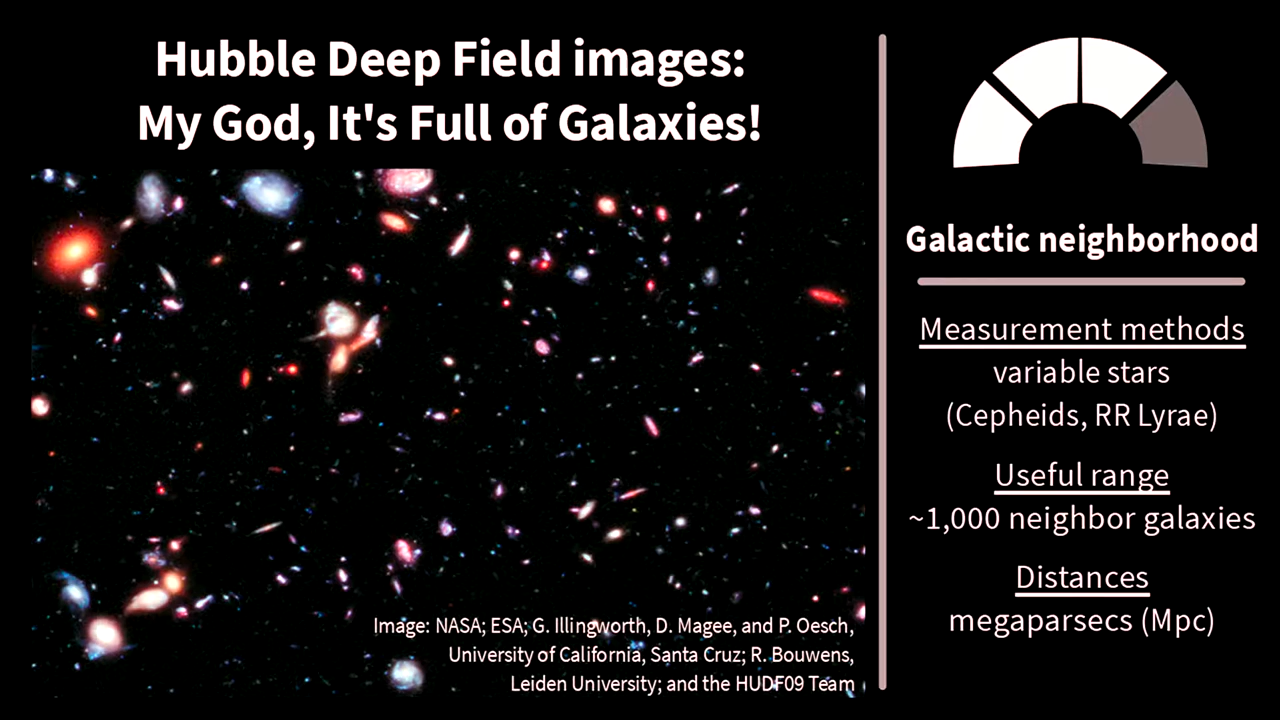 Hubble Deep Field images:
My God, It's Full of Galaxies!
Image: NASA; ESA; G. Illingworth, D. Magee, and P. Oesch,
University of California, Santa Cruz; R. Bouwens,
Leiden University; and the HUDF09 Team
Galactic neighborhood
Measurement methods
variable stars
(Cepheids, RR Lyrae)
Useful range
~1,000 neighbor galaxies
Distances
megaparsecs (Mpc)